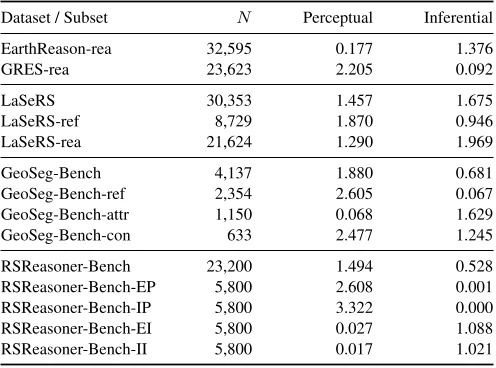 Dataset / Subset N Perceptual Inferential
EarthReason-rea 32,595 0.177 1.376
GRES-rea 23,623 2.205 0.092
LaSeRS 30,353 1.457 1.675
LaSeRS-ref 8,729 1.870 0.946
LaSeRS-rea 21,624 1.290 1.969
GeoSeg-Bench 4,137 1.880 0.681
GeoSeg-Bench-ref 2,354 2.605 0.067
GeoSeg-Bench-attr 1,150 0.068 1.629
GeoSeg-Bench-con 633 2.477 1.245
RSReasoner-Bench 23,200 1.494 0.528
RSReasoner-Bench-EP 5,800 2.608 0.001
RSReasoner-Bench-IP 5,800 3.322 0.000
RSReasoner-Bench-EI 5,800 0.027 1.088
RSReasoner-Bench-II 5,800 0.017 1.021